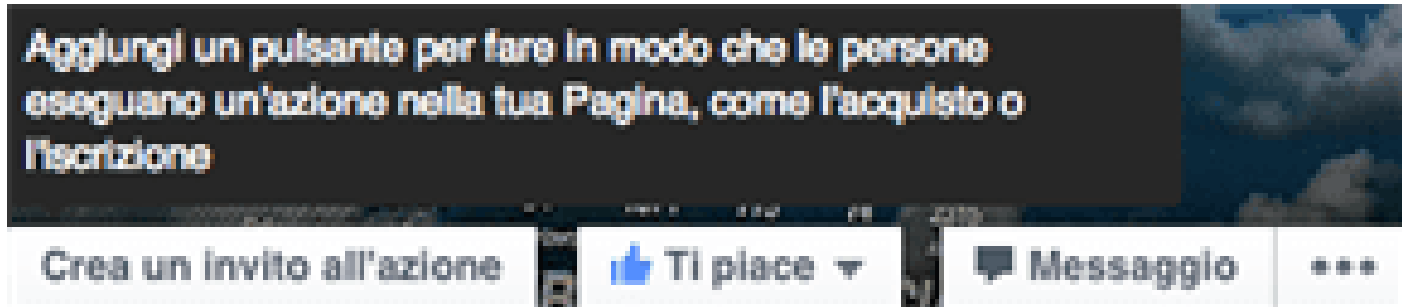 Aggiungi un pulsante per fare in modo che le persone
eseguano un'azione nella tua Pagina, come l'acquisto o
l'iscrizione
Crea un invito all'azione Ti piace Messaggio